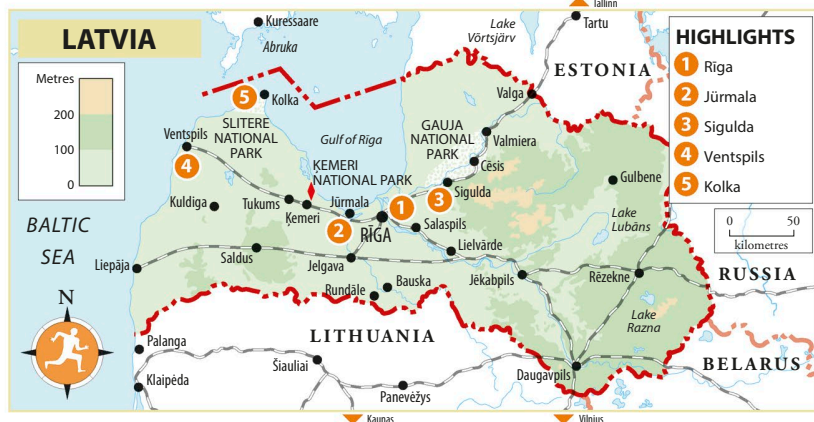 LATVIA
Metres
200
100
0
HIGHLIGHTS
1 Rīga
2 Jürmala
3 Sigulda
4 Ventspils
5 Kolka
0 50
kilometres
Tallinn
Kuressaare
Abruka
Lake
Võrtsjärv
Tartu
ESTONIA
Valga
5
Kolka
SLITERE
NATIONAL
PARK
Gulf of Rīga
GAUJA
NATIONAL
PARK
Valmiera
Cēsis
Ventspils
4
ĶEMERI
NATIONAL PARK
Sigulda
3
Gulbene
Kuldiga
Tukums
Ķemeri
Jürmala
1
2
RĪGA
Salaspils
Lake
Lubāns
BALTIC
SEA
Liepāja
Saldus
Jelgava
Lielvārde
Jēkabpils
Rēzekne
RUSSIA
Rundāle
Bauska
Lake
Razna
N
LITHUANIA
Palanga
Klaipėda
Šiauliai
Panevėžys
Daugavpils
BELARUS
Kaunas
Vilnius